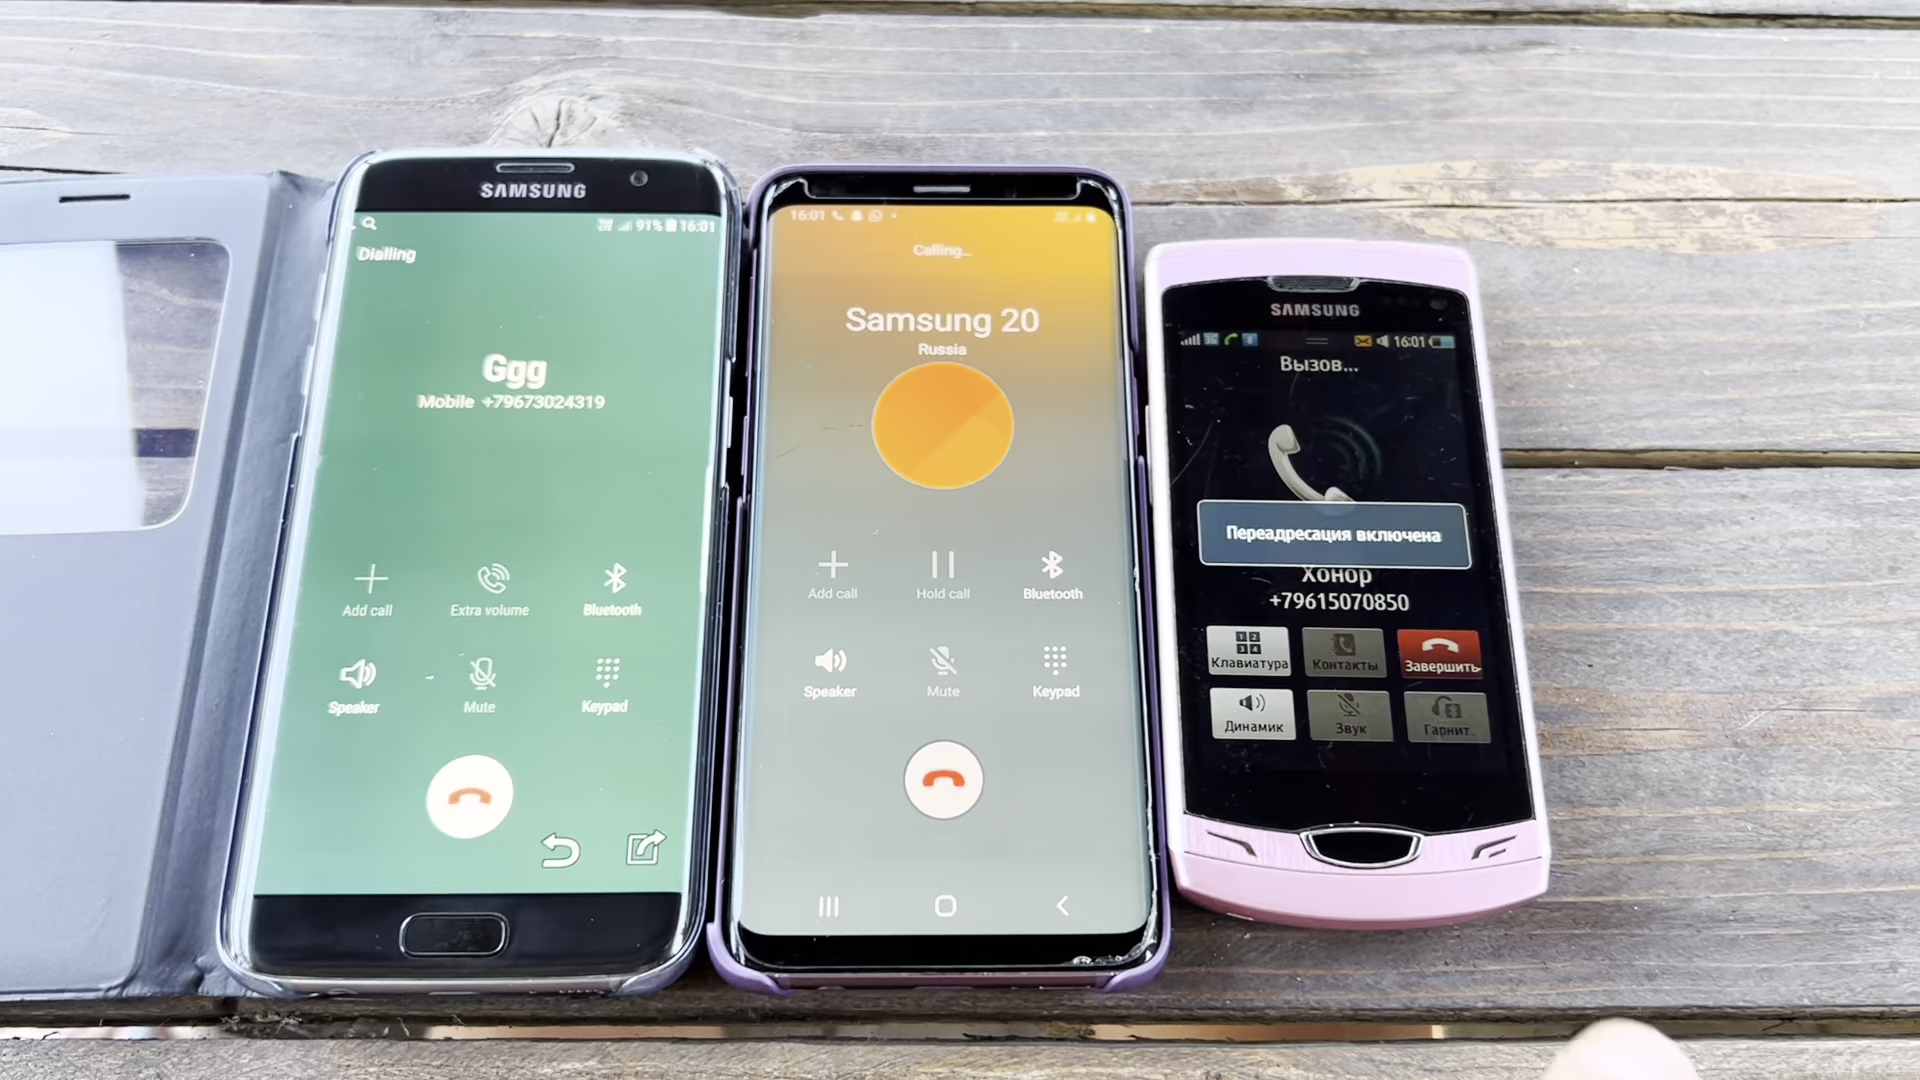 SAMSUNG
91% 16:01
Dialling
Ggg
Mobile +79673024319
Add call
Extra volume
Bluetooth
Speaker
Mute
Keypad
16:01
Calling...
Samsung 20
Russia
Add call
Hold call
Bluetooth
Speaker
Mute
Keypad
SAMSUNG
3G
16:01
Вызов...
Переадресация включена
Хонор
+79615070850
Клавиатура
Контакты
Завершить
Динамик
Звук
Гарнит.